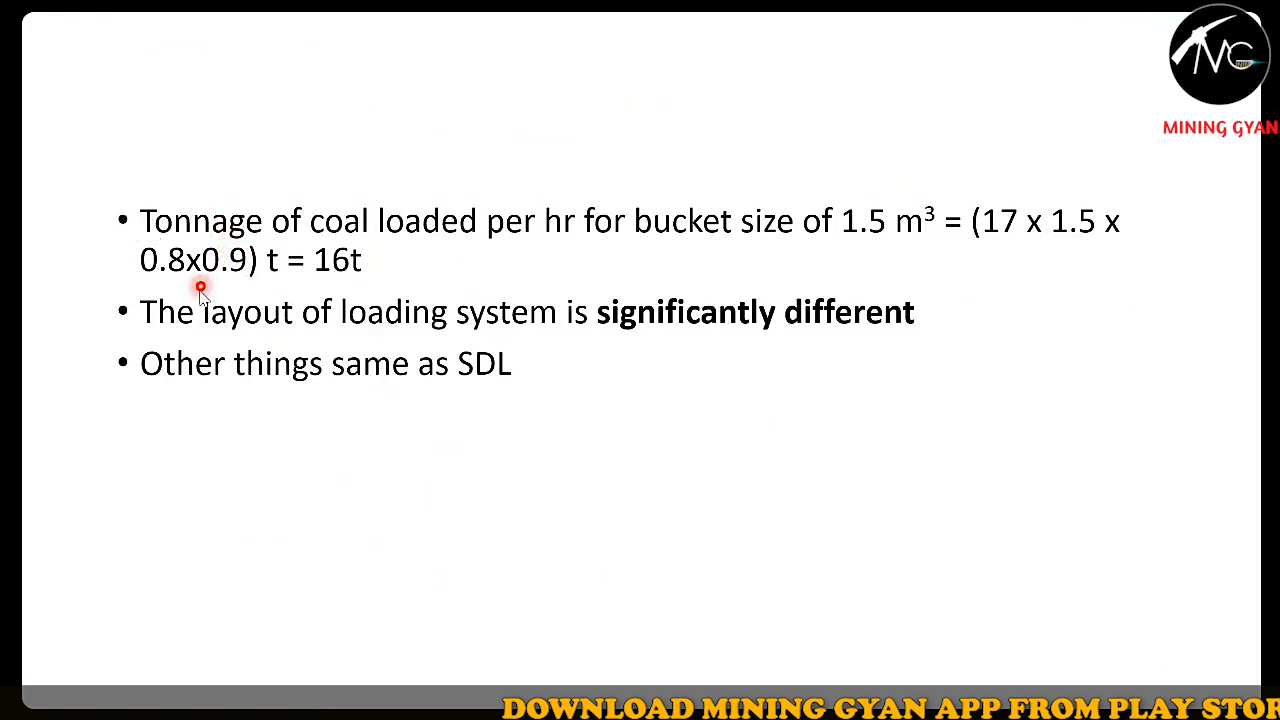 MG
MINING GYAN
• Tonnage of coal loaded per hr for bucket size of 1.5 m³ = (17 x 1.5 x
0.8x0.9) t = 16t
• The layout of loading system is significantly different
• Other things same as SDL
DOWNLOAD MINING GYAN APP FROM PLAY STOR